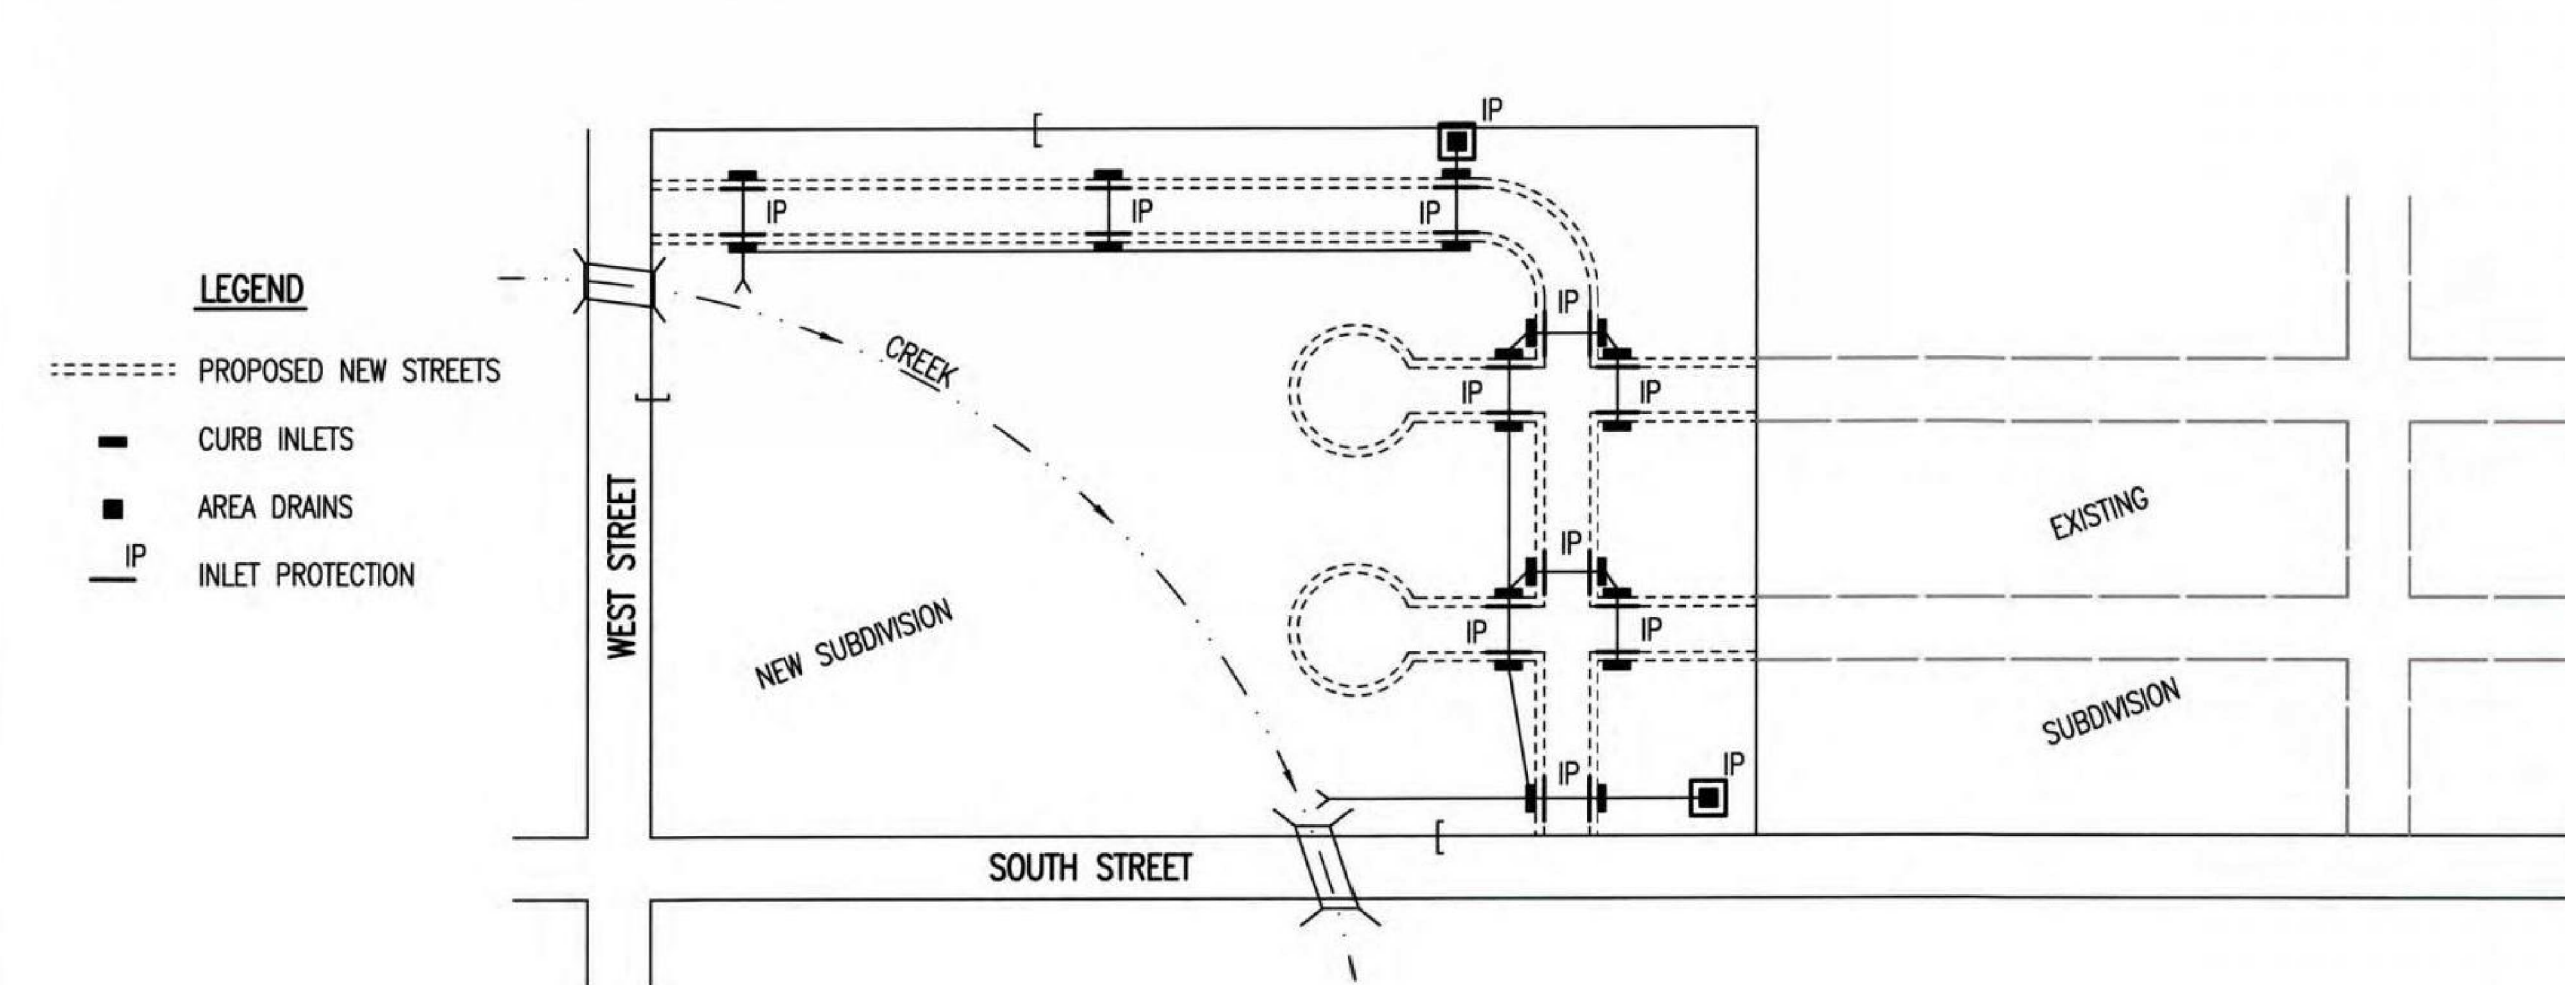 LEGEND
PROPOSED NEW STREETS
CURB INLETS
AREA DRAINS
IP
INLET PROTECTION
IP
IP
IP
IP
IP
IP
IP
IP
IP
IP
IP
IP
IP
CREEK
WEST STREET
NEW SUBDIVISION
EXISTING
SUBDIVISION
SOUTH STREET